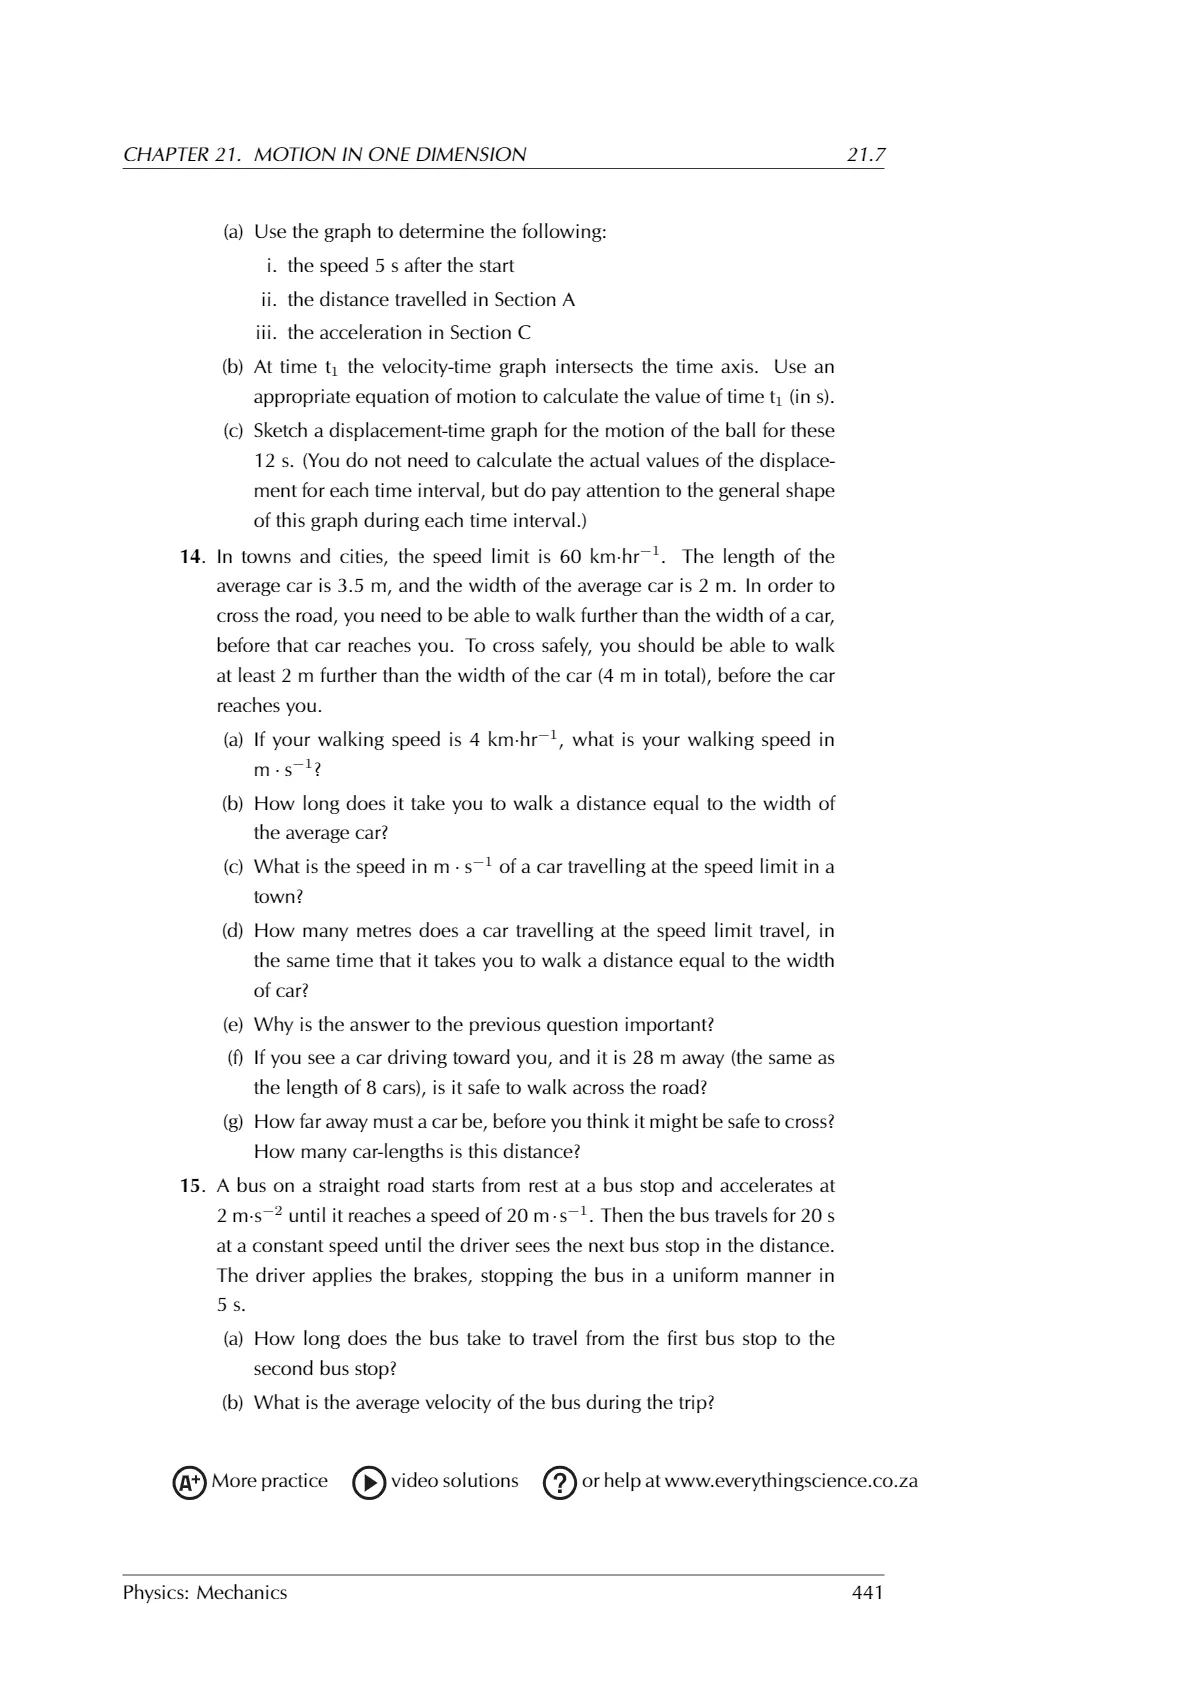 CHAPTER 21. MOTION IN ONE DIMENSION 21.7
(a) Use the graph to determine the following:
i. the speed 5 s after the start
ii. the distance travelled in Section A
iii. the acceleration in Section C
(b) At time t₁ the velocity-time graph intersects the time axis. Use an
appropriate equation of motion to calculate the value of time t₁ (in s).
(c) Sketch a displacement-time graph for the motion of the ball for these
12 s. (You do not need to calculate the actual values of the displace-
ment for each time interval, but do pay attention to the general shape
of this graph during each time interval.)
14. In towns and cities, the speed limit is 60 km·hr⁻¹. The length of the
average car is 3.5 m, and the width of the average car is 2 m. In order to
cross the road, you need to be able to walk further than the width of a car,
before that car reaches you. To cross safely, you should be able to walk
at least 2 m further than the width of the car (4 m in total), before the car
reaches you.
(a) If your walking speed is 4 km·hr⁻¹, what is your walking speed in
m · s⁻¹?
(b) How long does it take you to walk a distance equal to the width of
the average car?
(c) What is the speed in m · s⁻¹ of a car travelling at the speed limit in a
town?
(d) How many metres does a car travelling at the speed limit travel, in
the same time that it takes you to walk a distance equal to the width
of car?
(e) Why is the answer to the previous question important?
(f) If you see a car driving toward you, and it is 28 m away (the same as
the length of 8 cars), is it safe to walk across the road?
(g) How far away must a car be, before you think it might be safe to cross?
How many car-lengths is this distance?
15. A bus on a straight road starts from rest at a bus stop and accelerates at
2 m·s⁻² until it reaches a speed of 20 m·s⁻¹. Then the bus travels for 20 s
at a constant speed until the driver sees the next bus stop in the distance.
The driver applies the brakes, stopping the bus in a uniform manner in
5 s.
(a) How long does the bus take to travel from the first bus stop to the
second bus stop?
(b) What is the average velocity of the bus during the trip?
A+ More practice video solutions ? or help at www.everythingscience.co.za
Physics: Mechanics 441